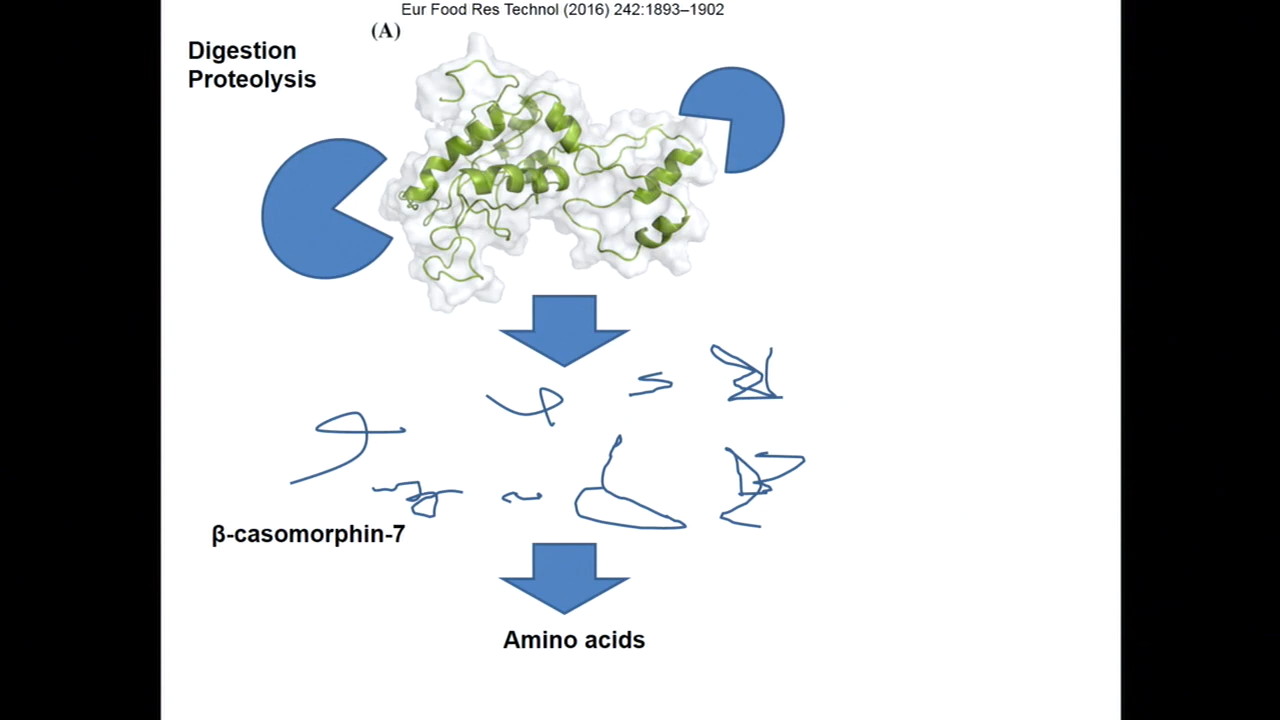 Eur Food Res Technol (2016) 242:1893–1902
(A)
Digestion
Proteolysis
β-casomorphin-7
Amino acids